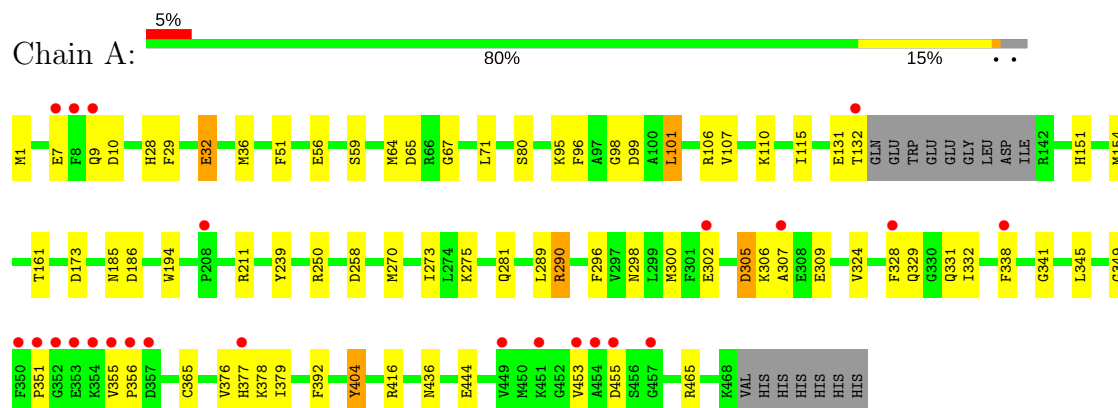 5%
Chain A:
80% 15% • •
M1 E7 F8 Q9 D10 H28 F29 E32 M36 F51 E56 S59 M64 D65 R66 G67 L71 S80 K95 F96 A97 G98 D99 A100 L101 R106 V107 K110 I115 E131 T132 GLN GLU TRP GLU GLU GLY LEU ASP ILE R142 H151 M154
T161 D173 N185 D186 W194 P208 R211 Y239 R250 D258 M270 I273 L274 K275 Q281 L289 R290 F296 V297 N298 L299 M300 F301 E302 D305 K306 A307 E308 E309 V324 F328 Q329 G330 Q331 I332 F338 G341 L345 G349
F350 P351 G352 E353 K354 V355 P356 D357 C365 V376 H377 K378 I379 F392 Y404 R416 N436 E444 V449 M450 K451 G452 V453 A454 D455 S456 G457 R465 K468 VAL HIS HIS HIS HIS HIS HIS